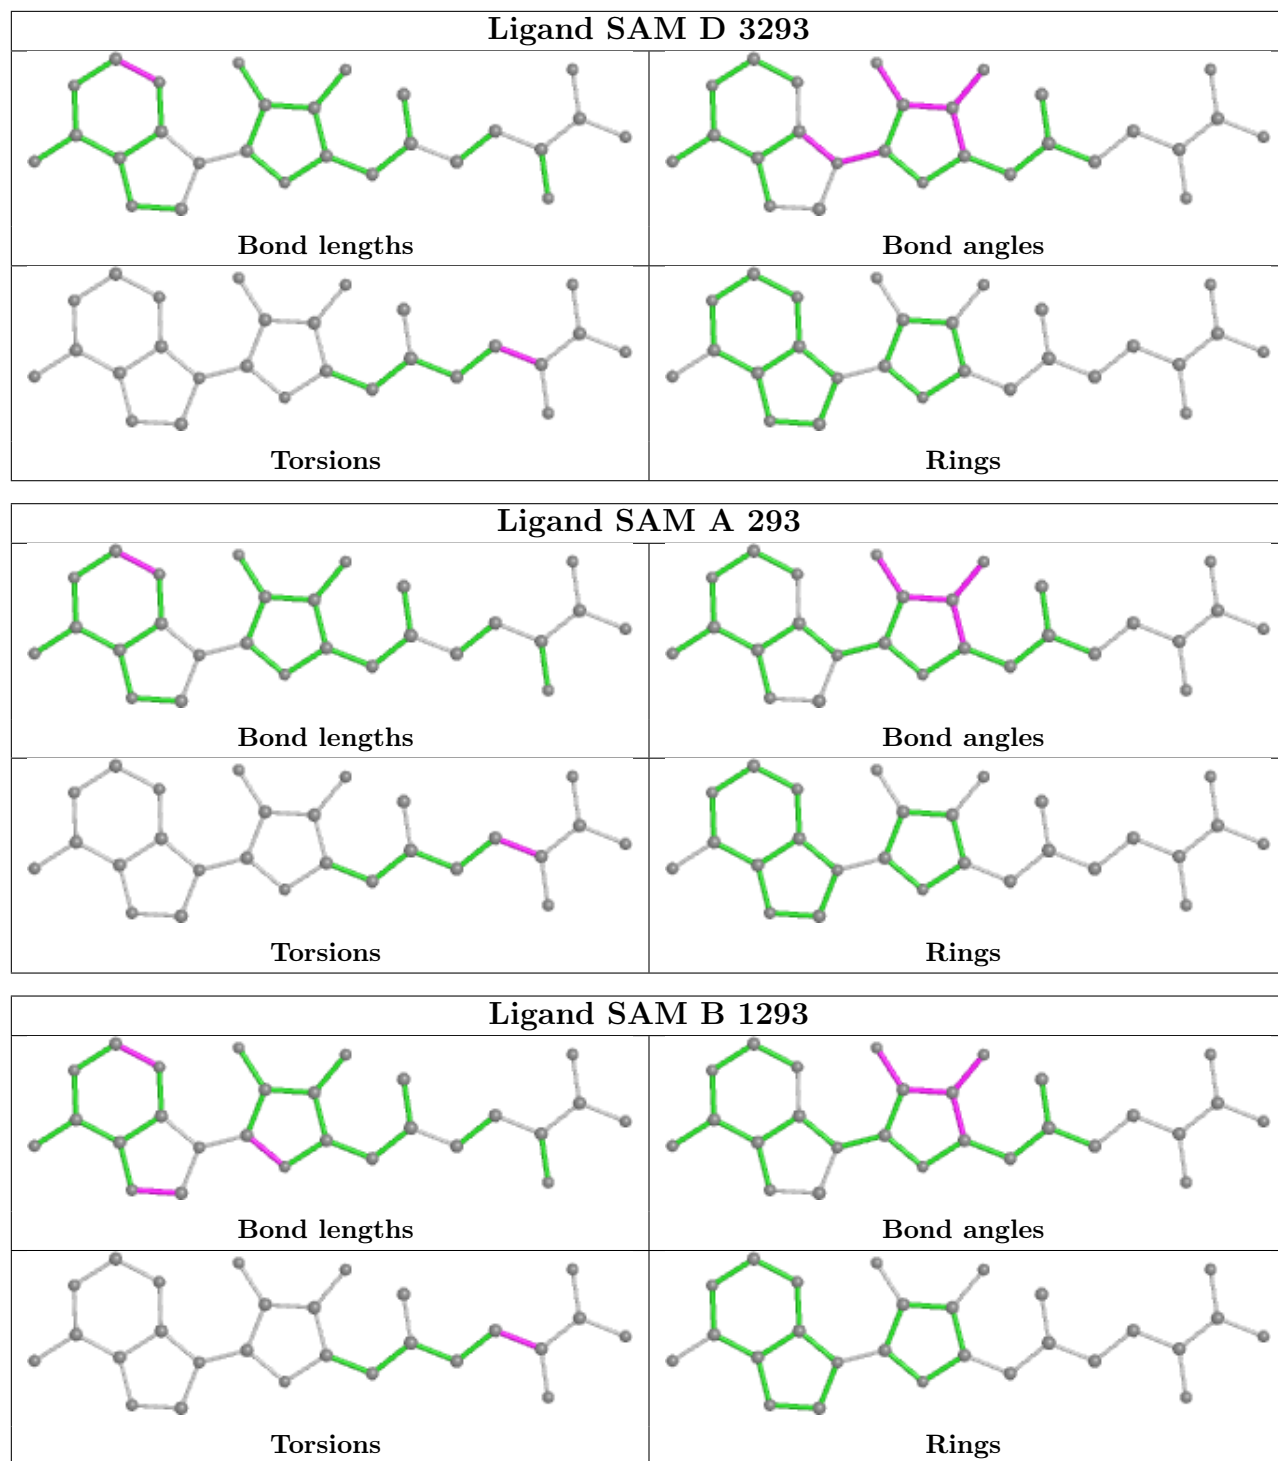 Ligand SAM D 3293
Bond lengths
Bond angles
Torsions
Rings
Ligand SAM A 293
Bond lengths
Bond angles
Torsions
Rings
Ligand SAM B 1293
Bond lengths
Bond angles
Torsions
Rings